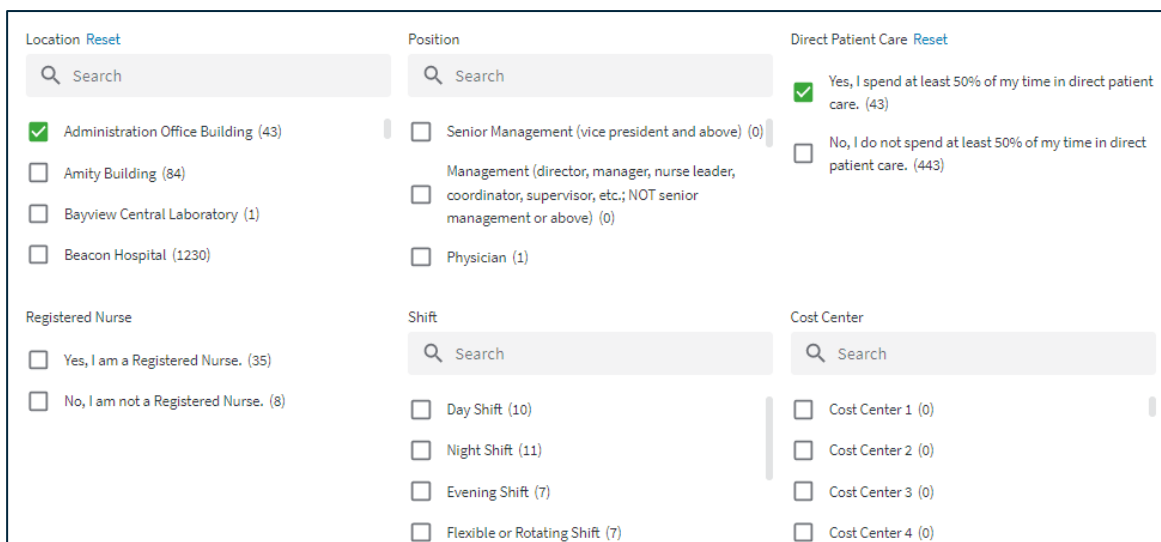 Location Reset
Search
Administration Office Building (43)
Amity Building (84)
Bayview Central Laboratory (1)
Beacon Hospital (1230)
Position
Search
Senior Management (vice president and above) (0)
Management (director, manager, nurse leader,
coordinator, supervisor, etc.; NOT senior
management or above) (0)
Physician (1)
Direct Patient Care Reset
Yes, I spend at least 50% of my time in direct patient
care. (43)
No, I do not spend at least 50% of my time in direct
patient care. (443)
Registered Nurse
Yes, I am a Registered Nurse. (35)
No, I am not a Registered Nurse. (8)
Shift
Search
Day Shift (10)
Night Shift (11)
Evening Shift (7)
Flexible or Rotating Shift (7)
Cost Center
Search
Cost Center 1 (0)
Cost Center 2 (0)
Cost Center 3 (0)
Cost Center 4 (0)